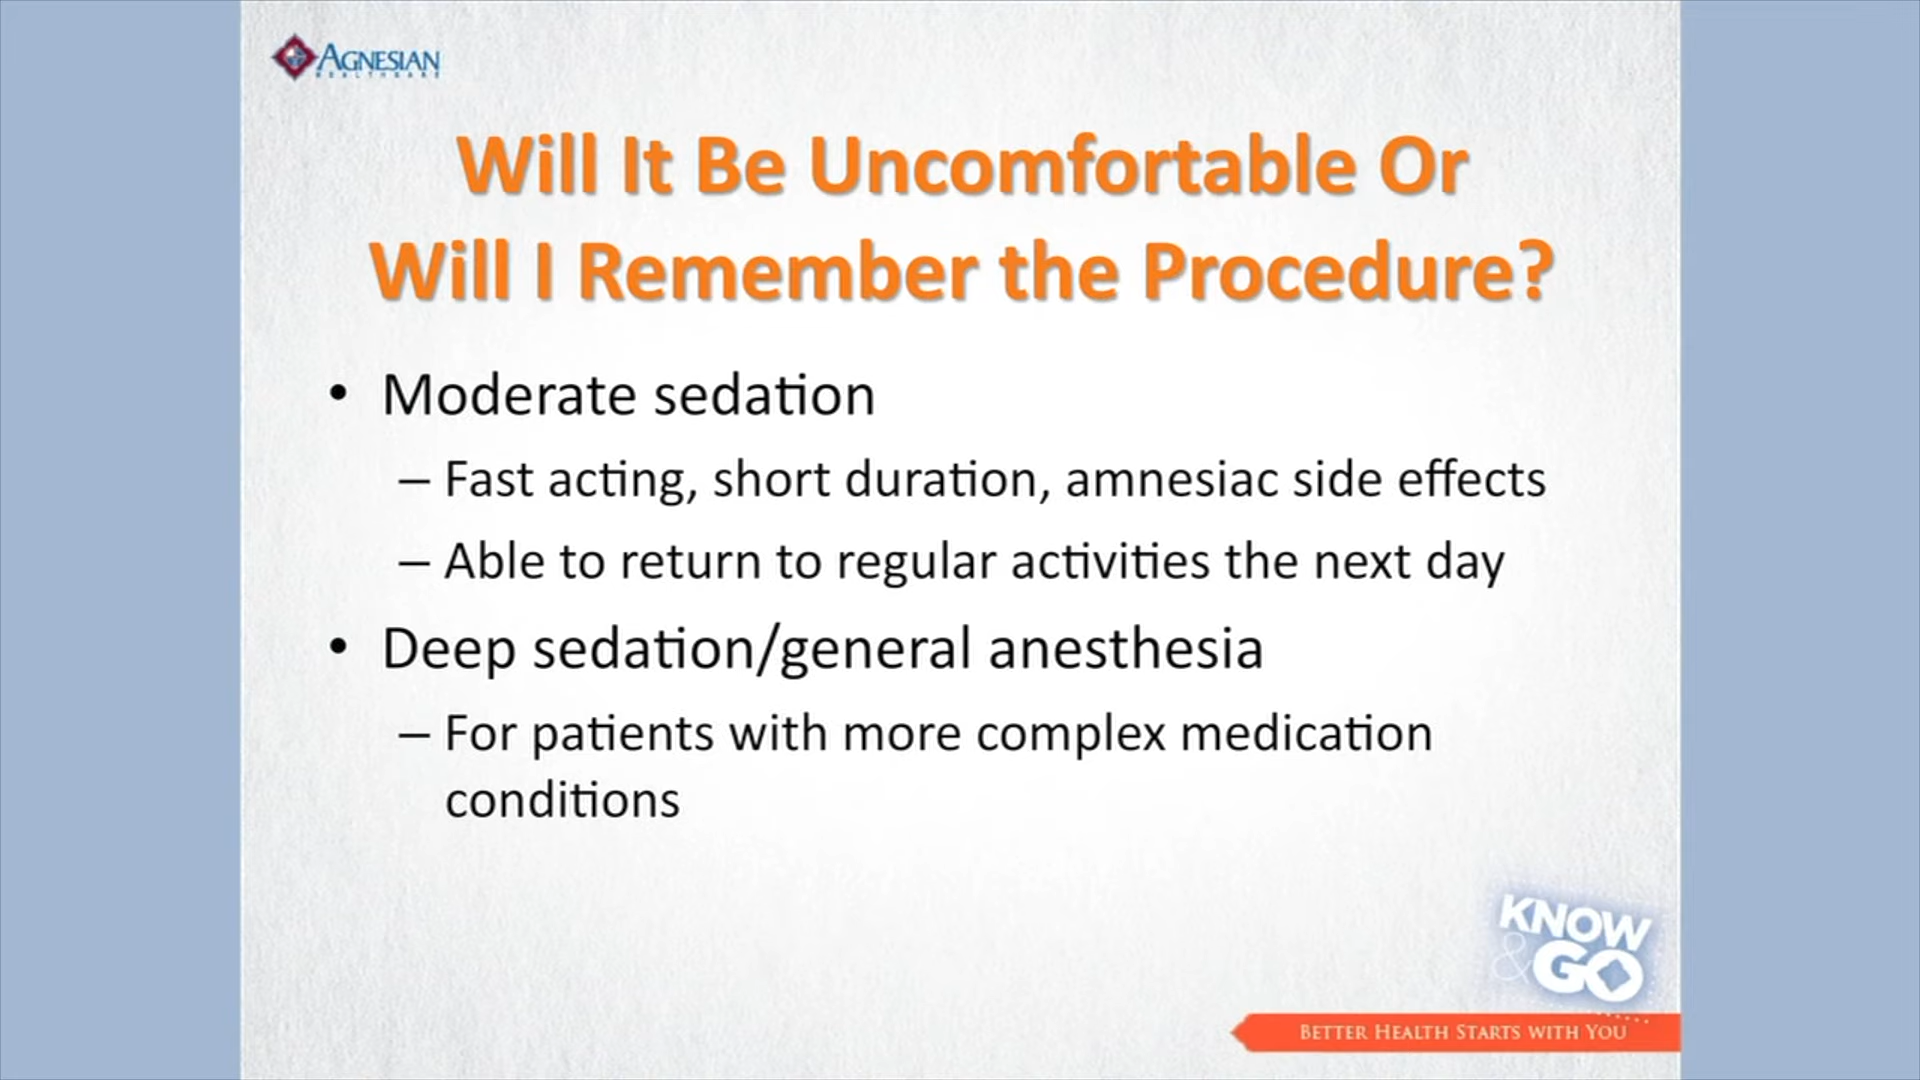 AGNESIAN
HEALTHCARE
Will It Be Uncomfortable Or
Will I Remember the Procedure?
• Moderate sedation
– Fast acting, short duration, amnesiac side effects
– Able to return to regular activities the next day
• Deep sedation/general anesthesia
– For patients with more complex medication
conditions
KNOW
& GO
BETTER HEALTH STARTS WITH YOU